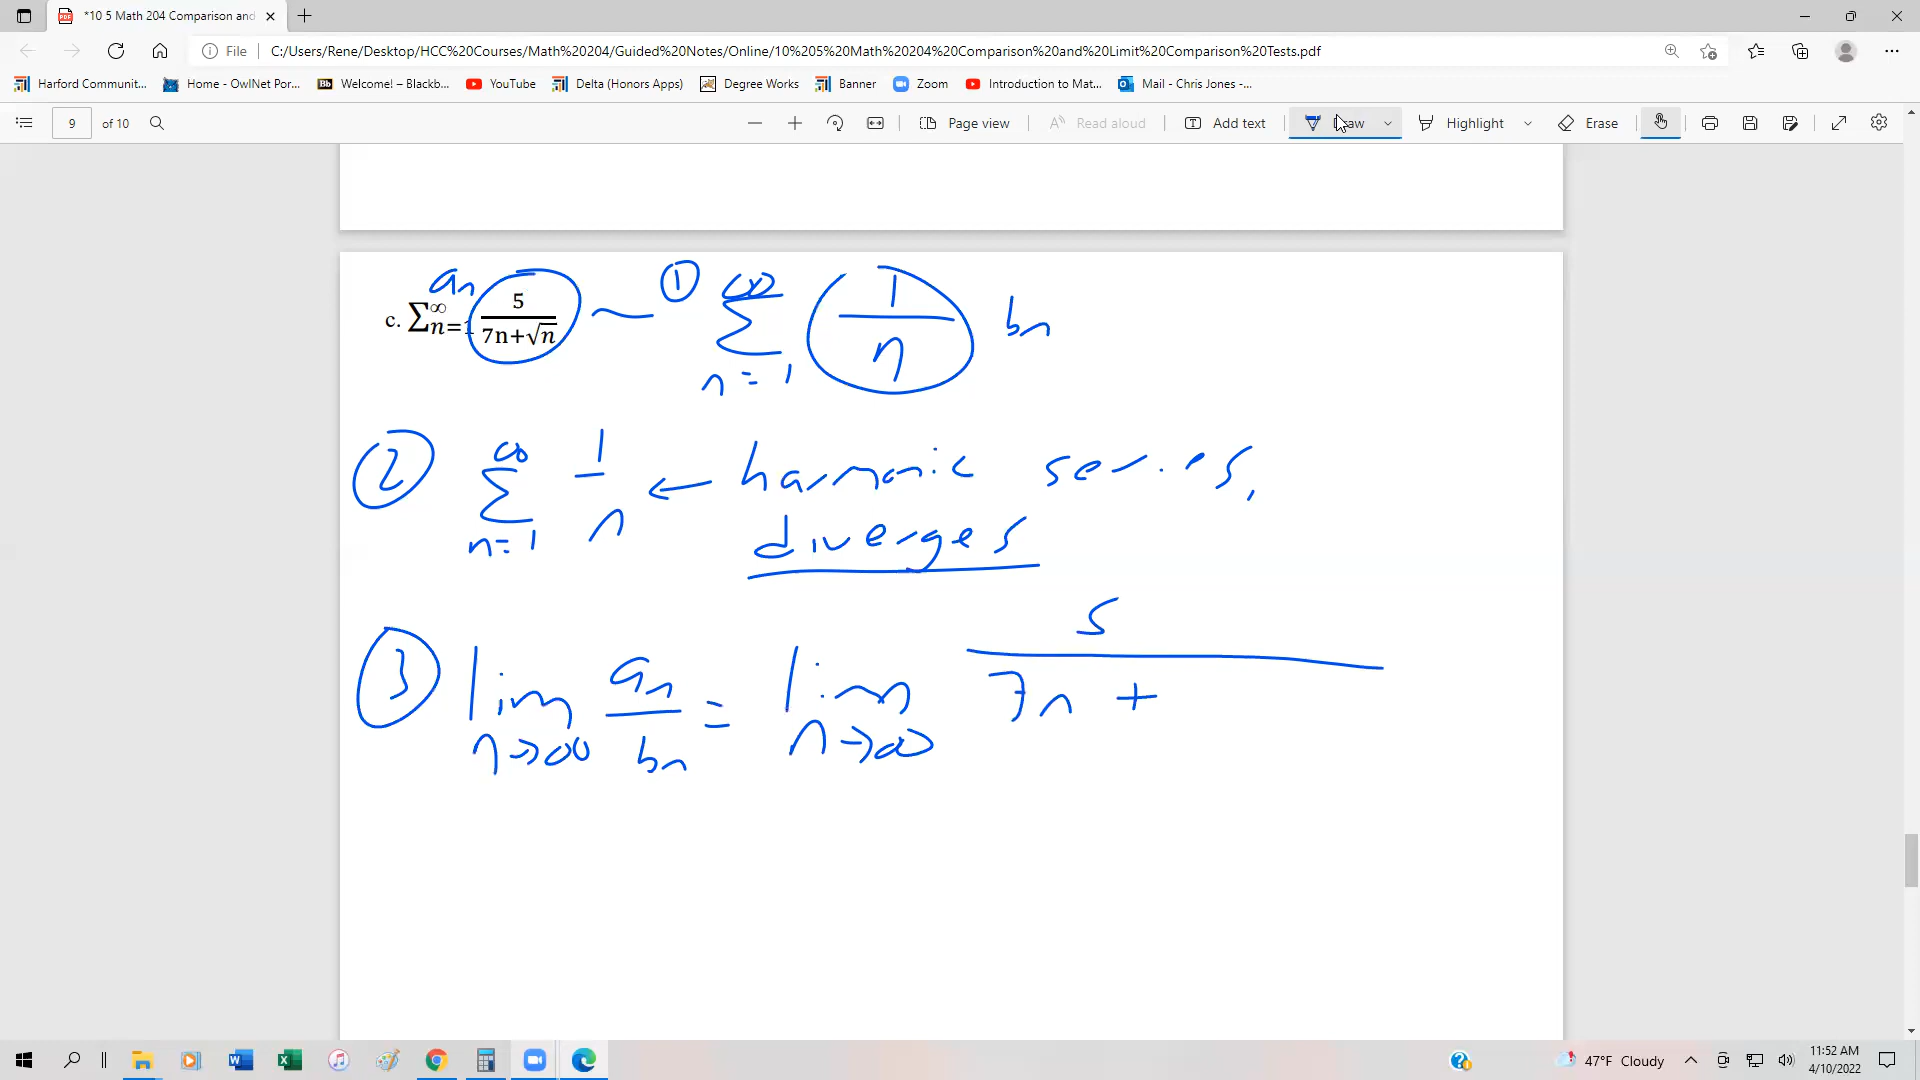 *10 5 Math 204 Comparison and
File C:/Users/Rene/Desktop/HCC%20Courses/Math%20204/Guided%20Notes/Online/10%205%20Math%20204%20Comparison%20and%20Limit%20Comparison%20Tests.pdf
Harford Communit... Home - OwlNet Por... Bb Welcome! – Blackb... YouTube Delta (Honors Apps) Degree Works Banner Zoom Introduction to Mat... Mail - Chris Jones -...
9 of 10 Page view Read aloud Add text Draw Highlight Erase
c. ∑_{n=1}^{∞} 5/(7n+√n) aₙ ~ ① ∑_{n=1}^{∞} 1/n bₙ
② ∑_{n=1}^{∞} 1/n ← harmonic series,
diverges
③ lim_{n→∞} aₙ/bₙ = lim_{n→∞} 5/(7n +
47°F Cloudy 11:52 AM
4/10/2022